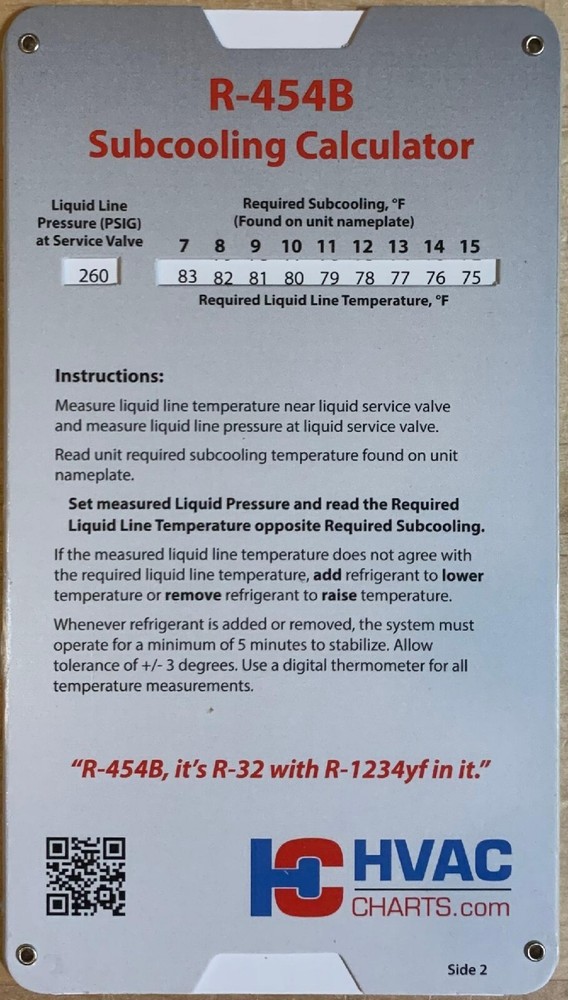 R-454B
Subcooling Calculator
Liquid Line
Pressure (PSIG)
at Service Valve
Required Subcooling, °F
(Found on unit nameplate)
7 8 9 10 11 12 13 14 15
260 83 82 81 80 79 78 77 76 75
Required Liquid Line Temperature, °F
Instructions:
Measure liquid line temperature near liquid service valve
and measure liquid line pressure at liquid service valve.
Read unit required subcooling temperature found on unit
nameplate.
Set measured Liquid Pressure and read the Required
Liquid Line Temperature opposite Required Subcooling.
If the measured liquid line temperature does not agree with
the required liquid line temperature, add refrigerant to lower
temperature or remove refrigerant to raise temperature.
Whenever refrigerant is added or removed, the system must
operate for a minimum of 5 minutes to stabilize. Allow
tolerance of +/- 3 degrees. Use a digital thermometer for all
temperature measurements.
“R-454B, it’s R-32 with R-1234yf in it.”
HC HVAC
CHARTS.com
Side 2